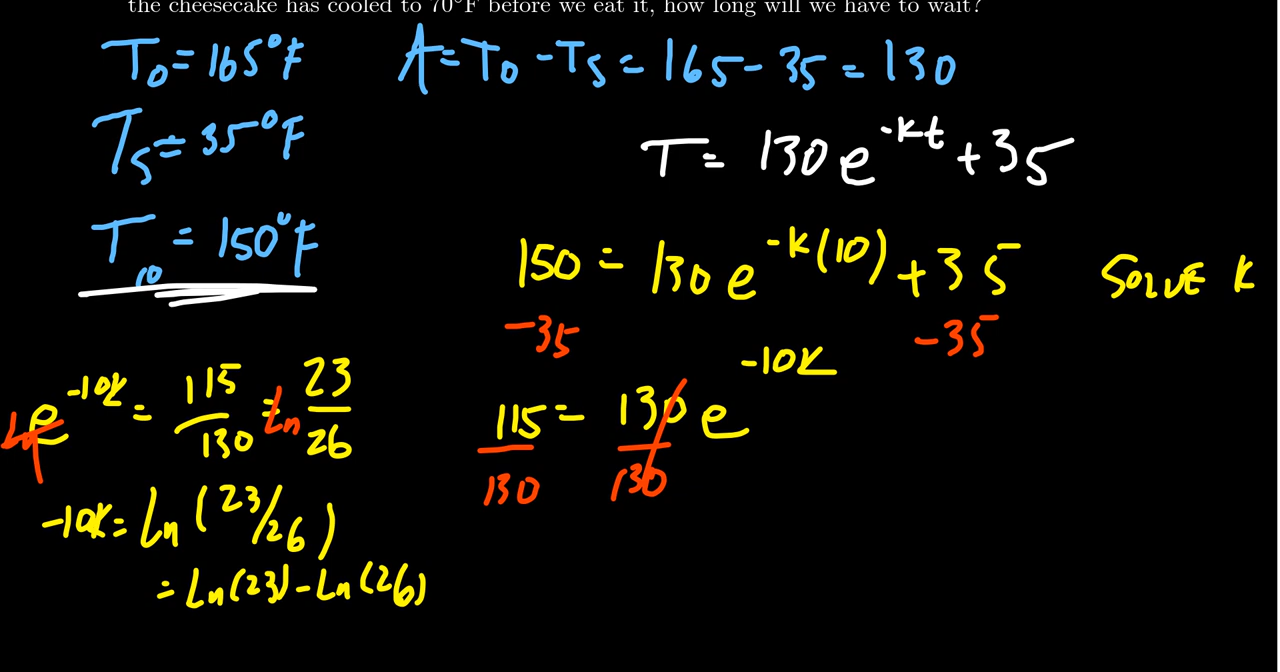 the cheesecake has cooled to 70°F before we eat it, how long will we have to wait?
T₀ = 165°F
A = T₀ - Tₛ = 165 - 35 = 130
Tₛ = 35°F
T = 130e^(-kt) + 35
T₁₀ = 150°F
150 = 130e^(-k(10)) + 35 SOLVE K
-35 -35
115 = 130e^(-10k)
130 130
Ln e^(-10k) = 115/130 = Ln 23/26
-10k = Ln(23/26)
= Ln(23) - Ln(26)